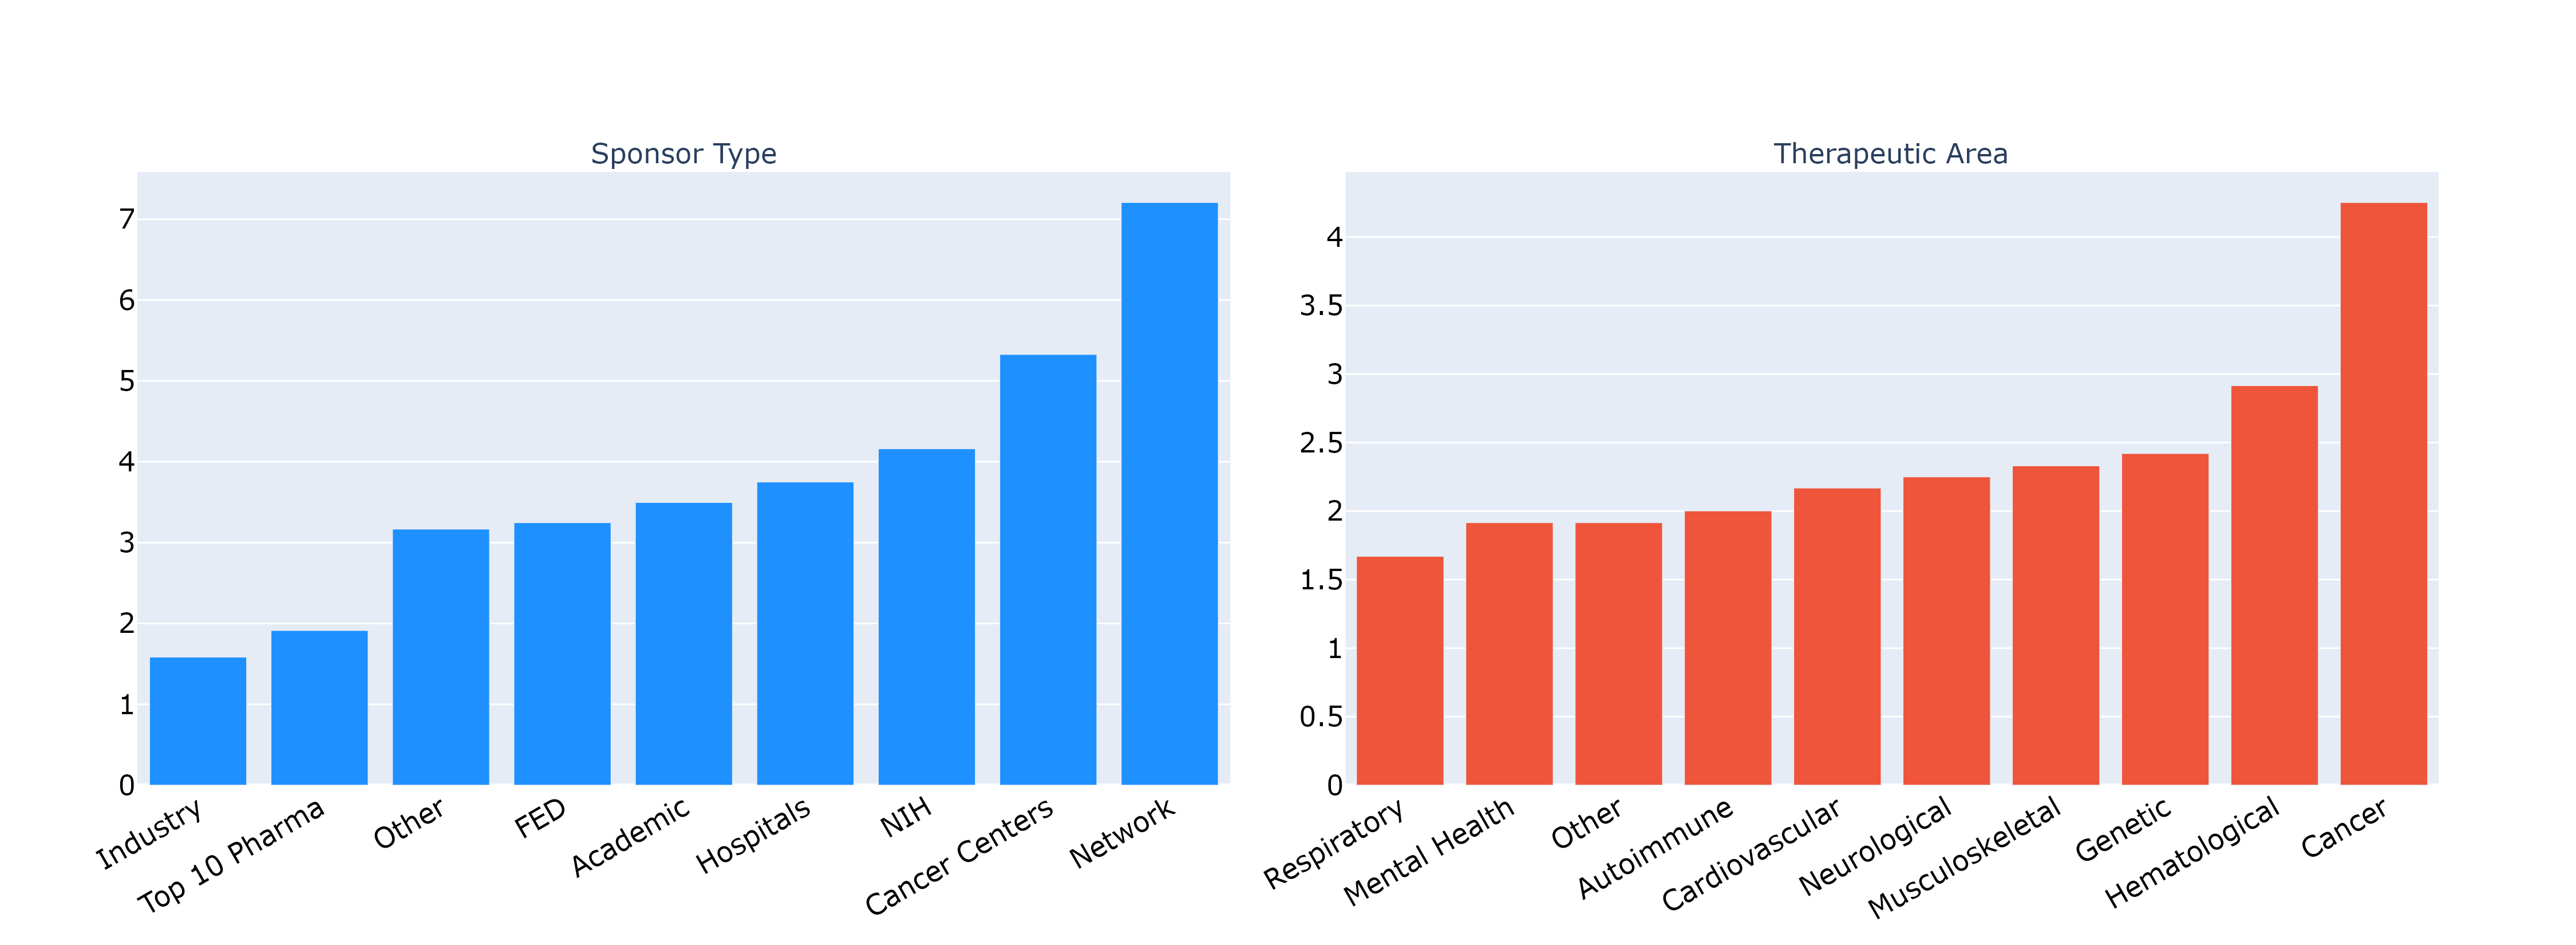 Sponsor Type
7
6
5
4
3
2
1
0
Industry
Top 10 Pharma
Other
FED
Academic
Hospitals
NIH
Cancer Centers
Network
Therapeutic Area
4
3.5
3
2.5
2
1.5
1
0.5
0
Respiratory
Mental Health
Other
Autoimmune
Cardiovascular
Neurological
Musculoskeletal
Genetic
Hematological
Cancer